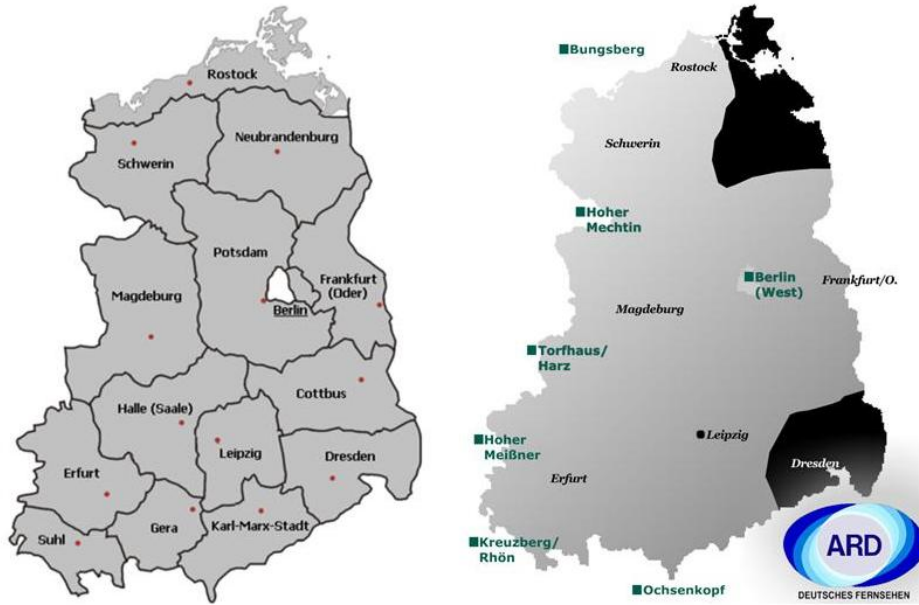 Rostock
Neubrandenburg
Schwerin
Potsdam
Frankfurt
(Oder)
Magdeburg
Berlin
Cottbus
Halle (Saale)
Leipzig
Dresden
Erfurt
Gera
Karl-Marx-Stadt
Suhl
Bungsberg
Rostock
Schwerin
Hoher
Mechtin
Berlin
(West)
Frankfurt/O.
Magdeburg
Torfhaus/
Harz
Leipzig
Hoher
Meißner
Dresden
Erfurt
Kreuzberg/
Rhön
Ochsenkopf
ARD
DEUTSCHES FERNSEHEN